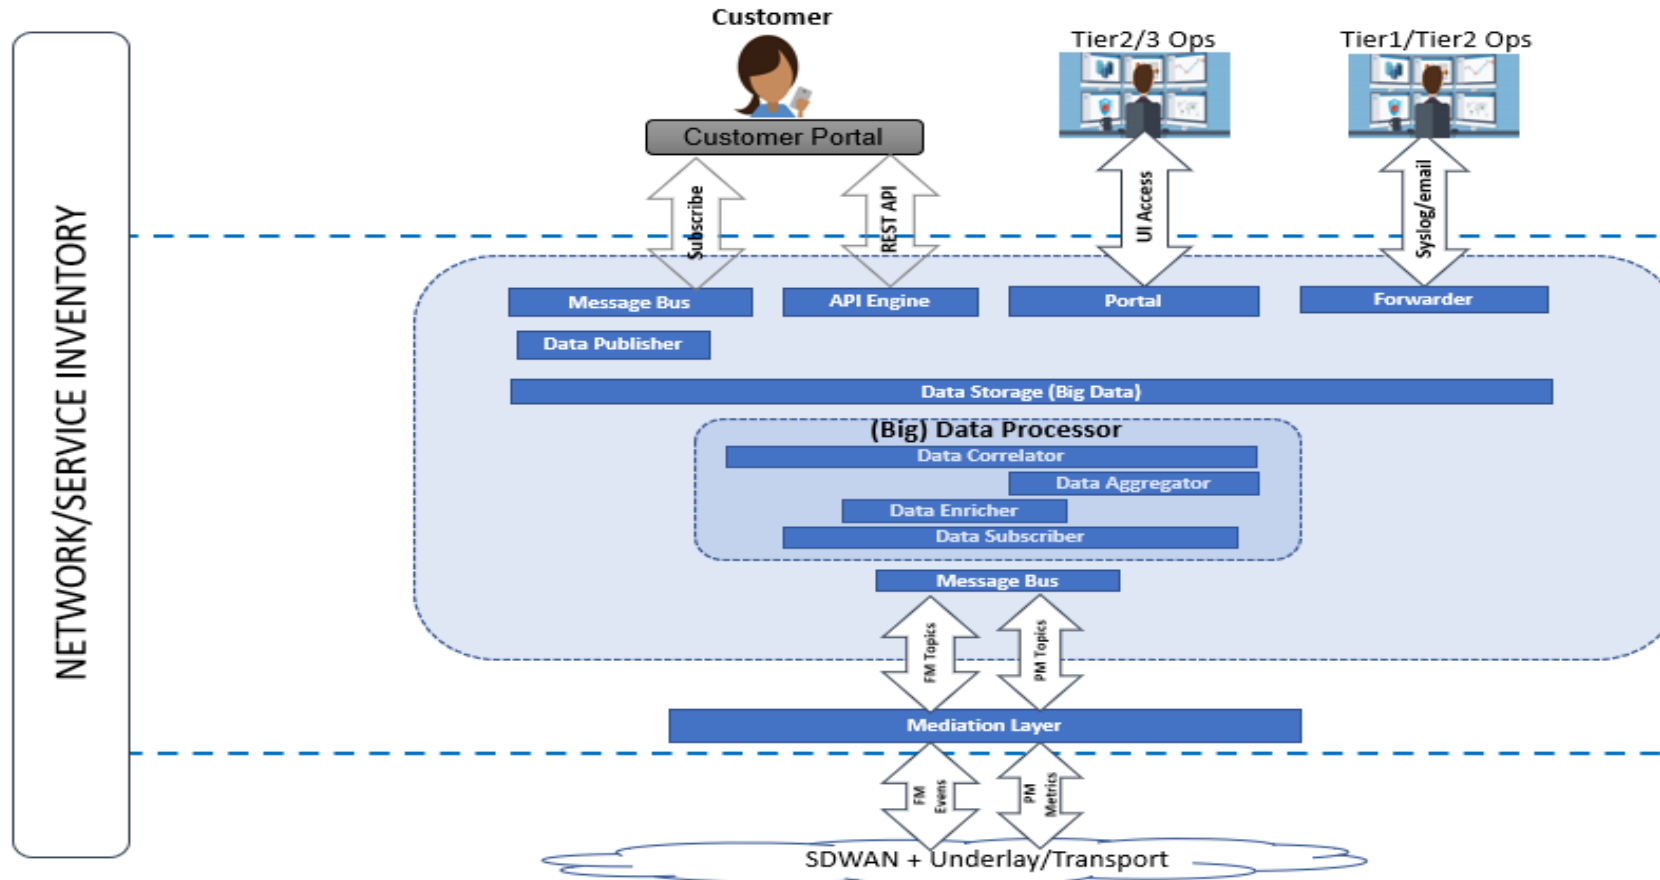 Customer
Tier2/3 Ops
Tier1/Tier2 Ops
Customer Portal
Subscribe
REST API
UI Access
Syslog/email
NETWORK/SERVICE INVENTORY
Message Bus
API Engine
Portal
Forwarder
Data Publisher
Data Storage (Big Data)
(Big) Data Processor
Data Correlator
Data Aggregator
Data Enricher
Data Subscriber
Message Bus
FM Topics
PM Topics
Mediation Layer
FM
Evens
PM
Metrics
SDWAN + Underlay/Transport